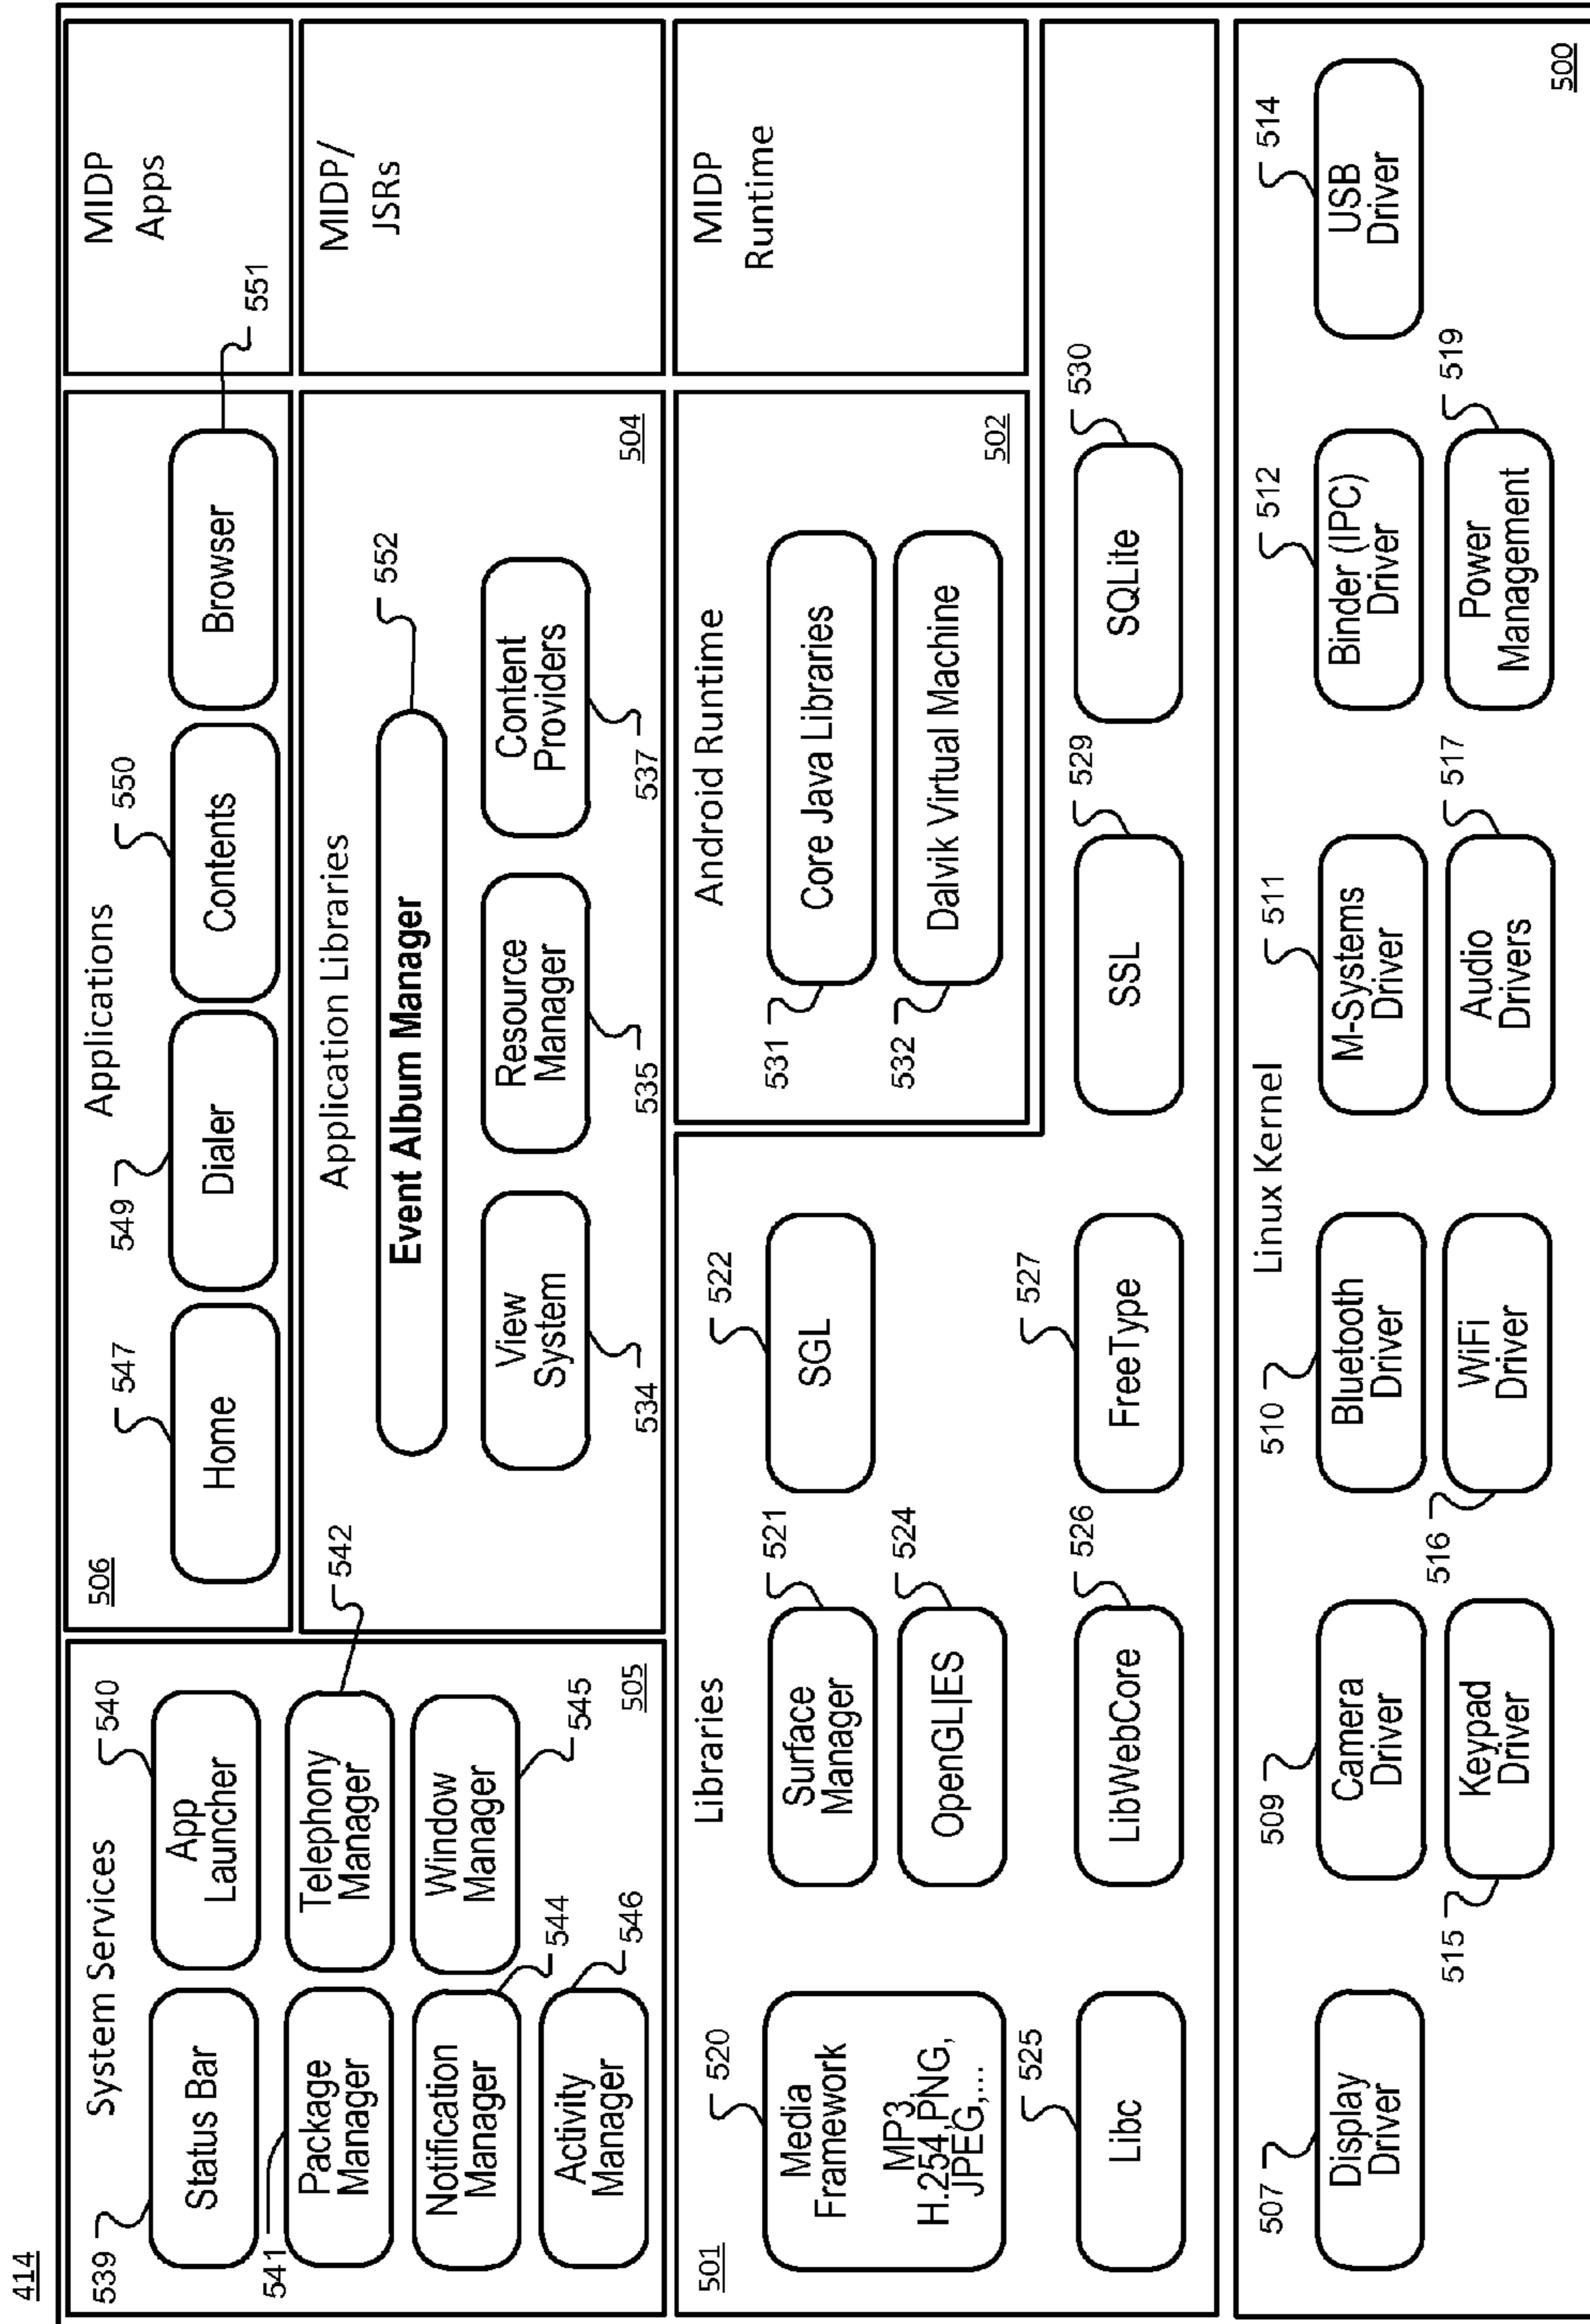 414
System Services
539
Status Bar
540
App
Launcher
541
Package
Manager
542
Telephony
Manager
Notification
Manager
544
Window
Manager
545
Activity
Manager
546
505
506
Applications
547
Home
549
Dialer
550
Contents
Browser
551
MIDP
Apps
Application Libraries
Event Album Manager
552
View
System
534
Resource
Manager
535
Content
Providers
537
504
MIDP/
JSRs
501
Libraries
520
Media
Framework
MP3,
H.254,PNG,
JPEG,...
Surface
Manager
521
SGL
522
OpenGL|ES
524
Libc
525
LibWebCore
526
FreeType
527
SSL
529
SQLite
530
Android Runtime
Core Java Libraries
531
Dalvik Virtual Machine
532
502
MIDP
Runtime
Linux Kernel
507
Display
Driver
509
Camera
Driver
510
Bluetooth
Driver
511
M-Systems
Driver
512
Binder (IPC)
Driver
514
USB
Driver
515
Keypad
Driver
516
WiFi
Driver
517
Audio
Drivers
519
Power
Management
500